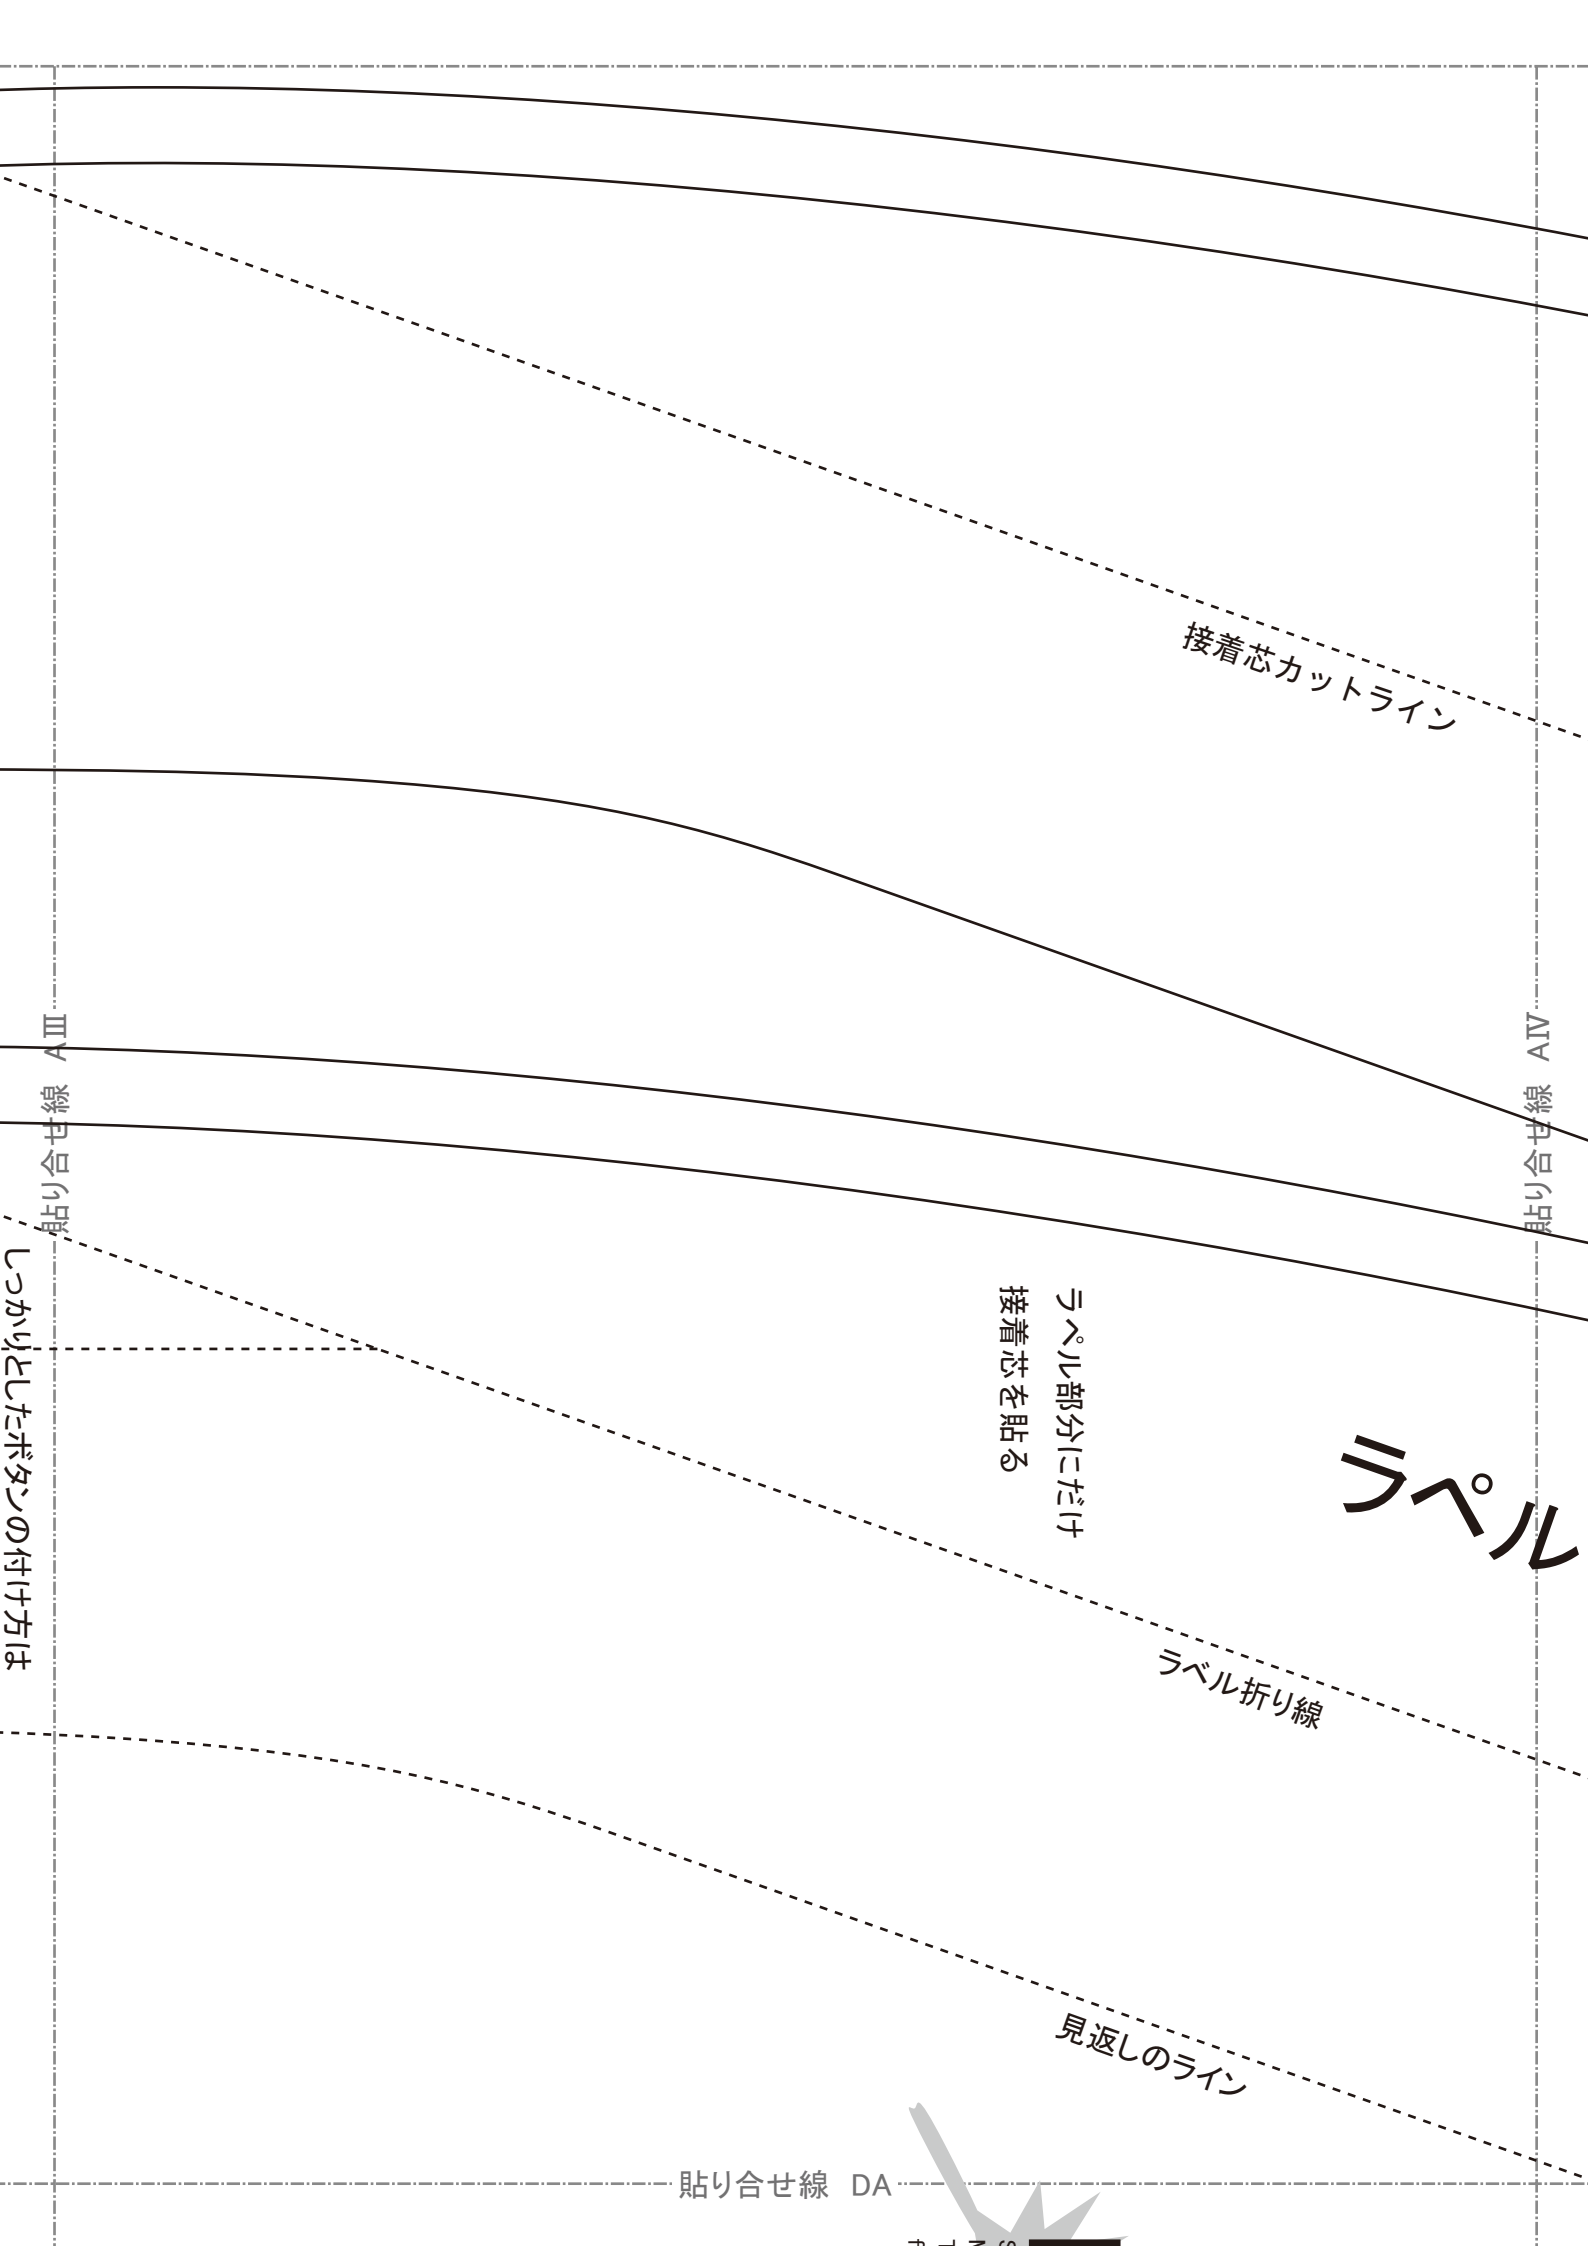 接着芯カットライン
貼り合せ線 AⅢ
貼り合せ線 AⅣ
ラペル部分にだけ
接着芯を貼る
ラペル
しっかりとしたボタンの付け方は
ラベル折り線
見返しのライン
貼り合せ線 DA